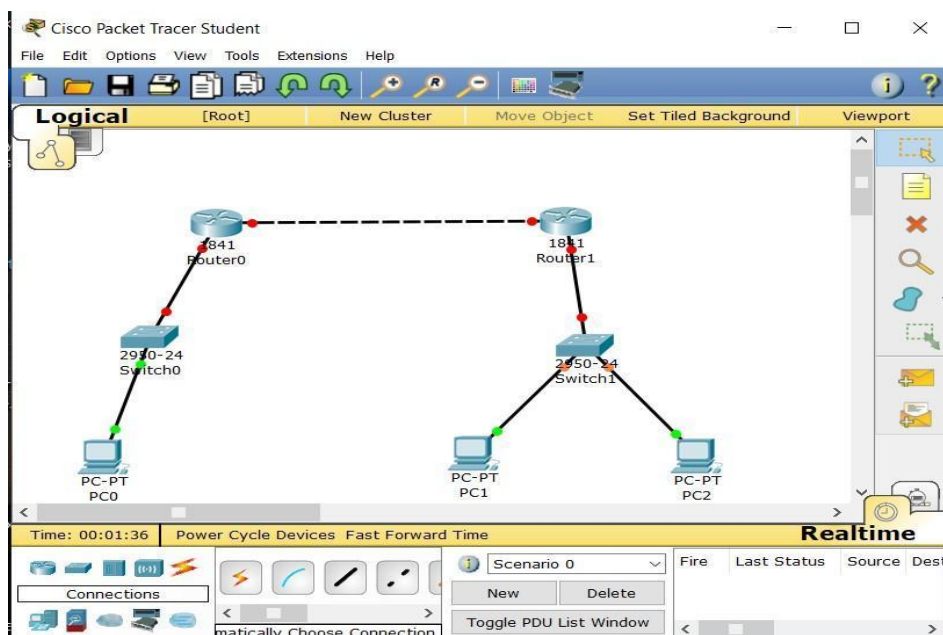 Cisco Packet Tracer Student
File Edit Options View Tools Extensions Help
Logical [Root] New Cluster Move Object Set Tiled Background Viewport
1841
Router0
1841
Router1
2950-24
Switch0
2950-24
Switch1
PC-PT
PC0
PC-PT
PC1
PC-PT
PC2
Time: 00:01:36 Power Cycle Devices Fast Forward Time Realtime
Scenario 0
Fire Last Status Source Dest
Connections
New Delete
Toggle PDU List Window
matically Choose Connection